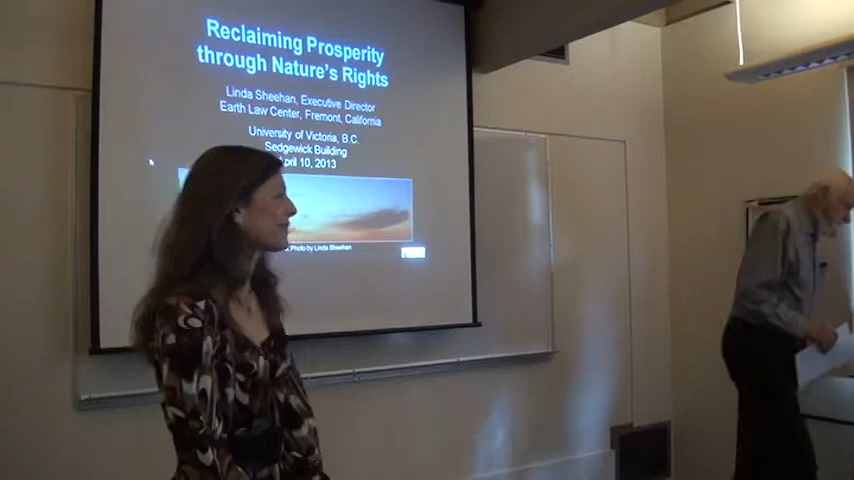 Reclaiming Prosperity
through Nature's Rights
Linda Sheehan, Executive Director
Earth Law Center, Fremont, California
University of Victoria, B.C.
Sedgewick Building
April 10, 2013
Photo by Linda Sheehan